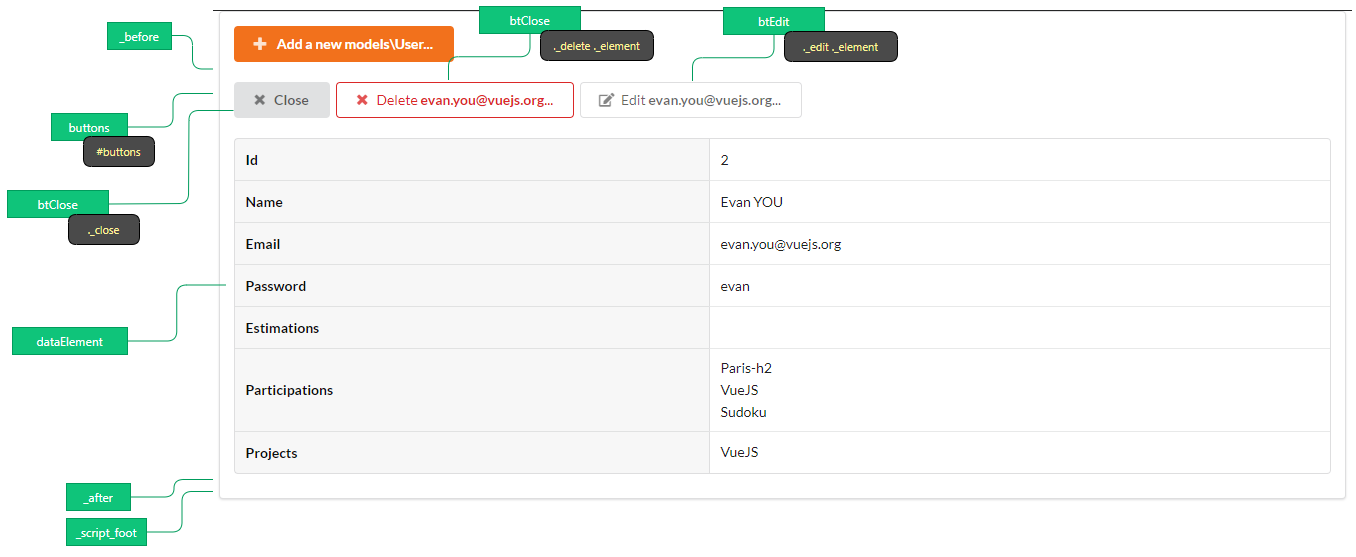 btClose
btEdit
_before
Add a new models\User...
._delete ._element
._edit ._element
Close
Delete evan.you@vuejs.org...
Edit evan.you@vuejs.org...
buttons
#buttons
Id
2
btClose
Name
Evan YOU
._close
Email
evan.you@vuejs.org
Password
evan
dataElement
Estimations
Participations
Paris-h2
VueJS
Sudoku
Projects
VueJS
_after
_script_foot